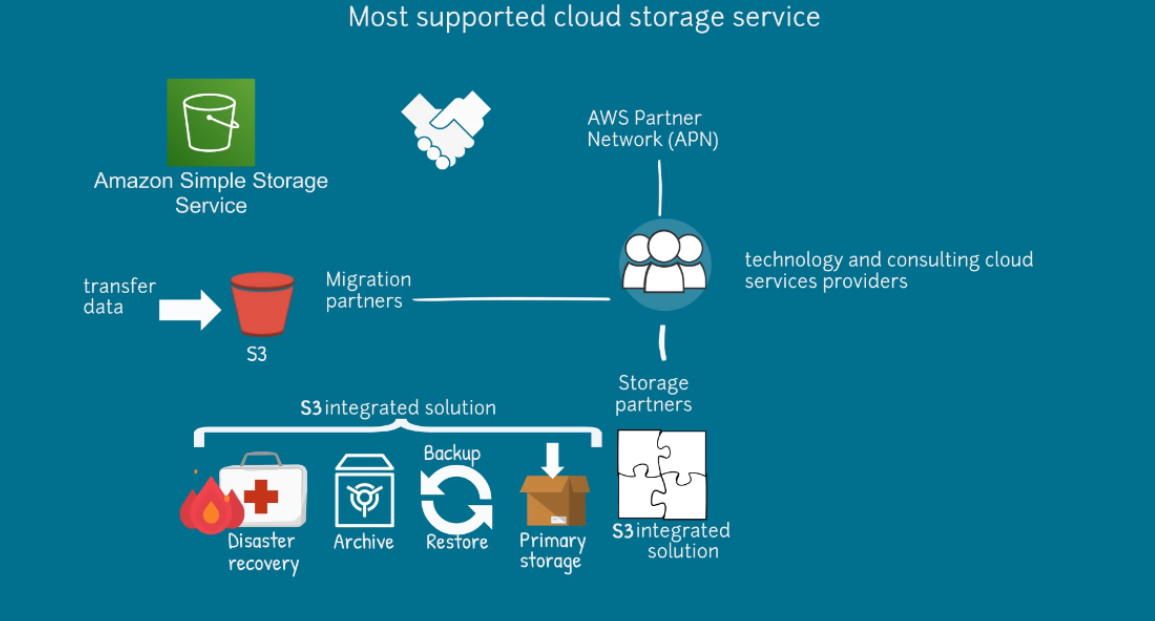 Most supported cloud storage service
Amazon Simple Storage
Service
AWS Partner
Network (APN)
technology and consulting cloud
services providers
transfer
data
S3
Migration
partners
Storage
partners
S3 integrated solution
Disaster
recovery
Archive
Backup
Restore
Primary
storage
S3 integrated
solution